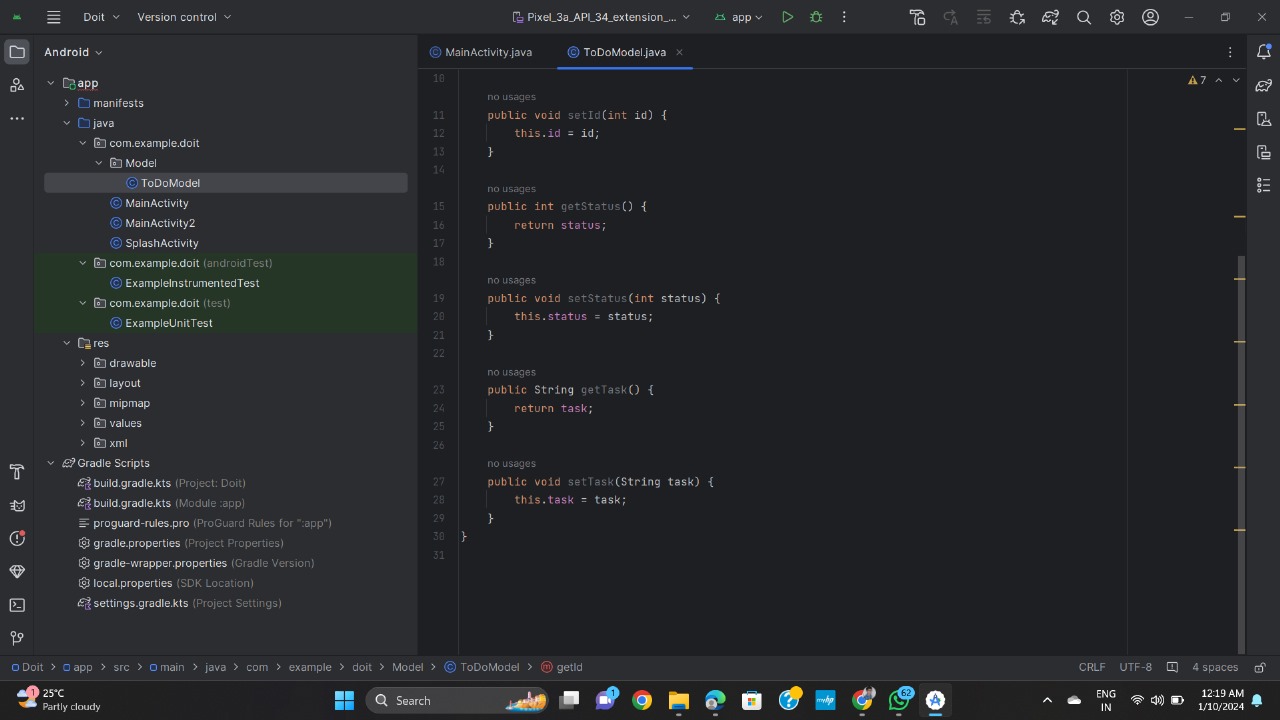 Doit
Version control
Pixel_3a_API_34_extension_...
app
Android
MainActivity.java
ToDoModel.java
7
app
manifests
java
com.example.doit
Model
ToDoModel
MainActivity
MainActivity2
SplashActivity
com.example.doit (androidTest)
ExampleInstrumentedTest
com.example.doit (test)
ExampleUnitTest
res
drawable
layout
mipmap
values
xml
Gradle Scripts
build.gradle.kts (Project: Doit)
build.gradle.kts (Module :app)
proguard-rules.pro (ProGuard Rules for ":app")
gradle.properties (Project Properties)
gradle-wrapper.properties (Gradle Version)
local.properties (SDK Location)
settings.gradle.kts (Project Settings)
10
no usages
11 public void setId(int id) {
12 this.id = id;
13 }
14
no usages
15 public int getStatus() {
16 return status;
17 }
18
no usages
19 public void setStatus(int status) {
20 this.status = status;
21 }
22
no usages
23 public String getTask() {
24 return task;
25 }
26
no usages
27 public void setTask(String task) {
28 this.task = task;
29 }
30 }
31
Doit > app > src > main > java > com > example > doit > Model > ToDoModel > getId
CRLF UTF-8 4 spaces
1
25°C
Partly cloudy
Search
1
62
ENG
IN
12:19 AM
1/10/2024